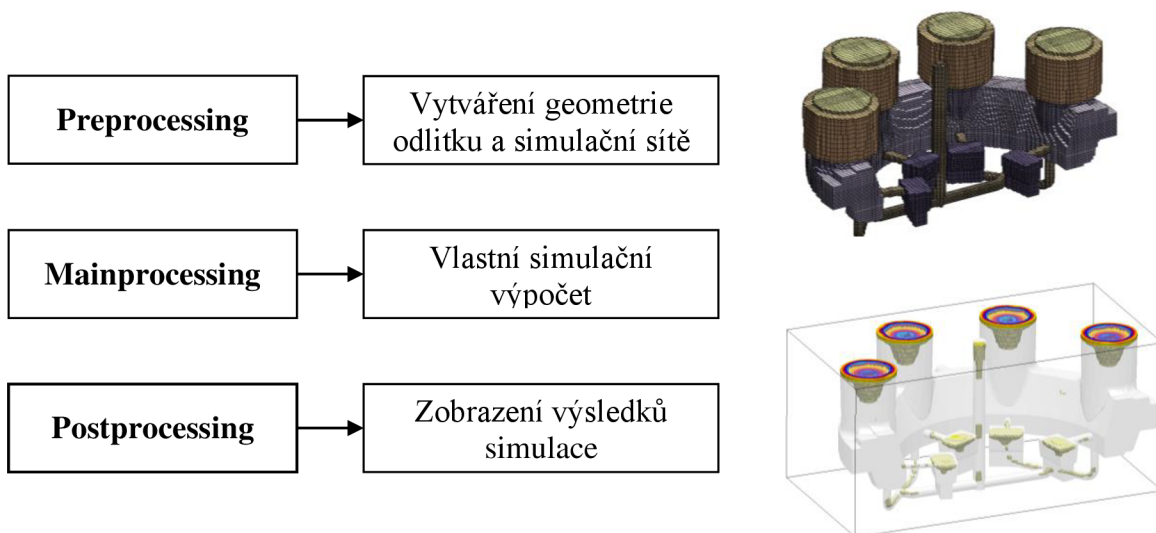 Preprocessing
Vytváření geometrie
odlitku a simulační sítě
Mainprocessing
Vlastní simulační
výpočet
Postprocessing
Zobrazení výsledků
simulace